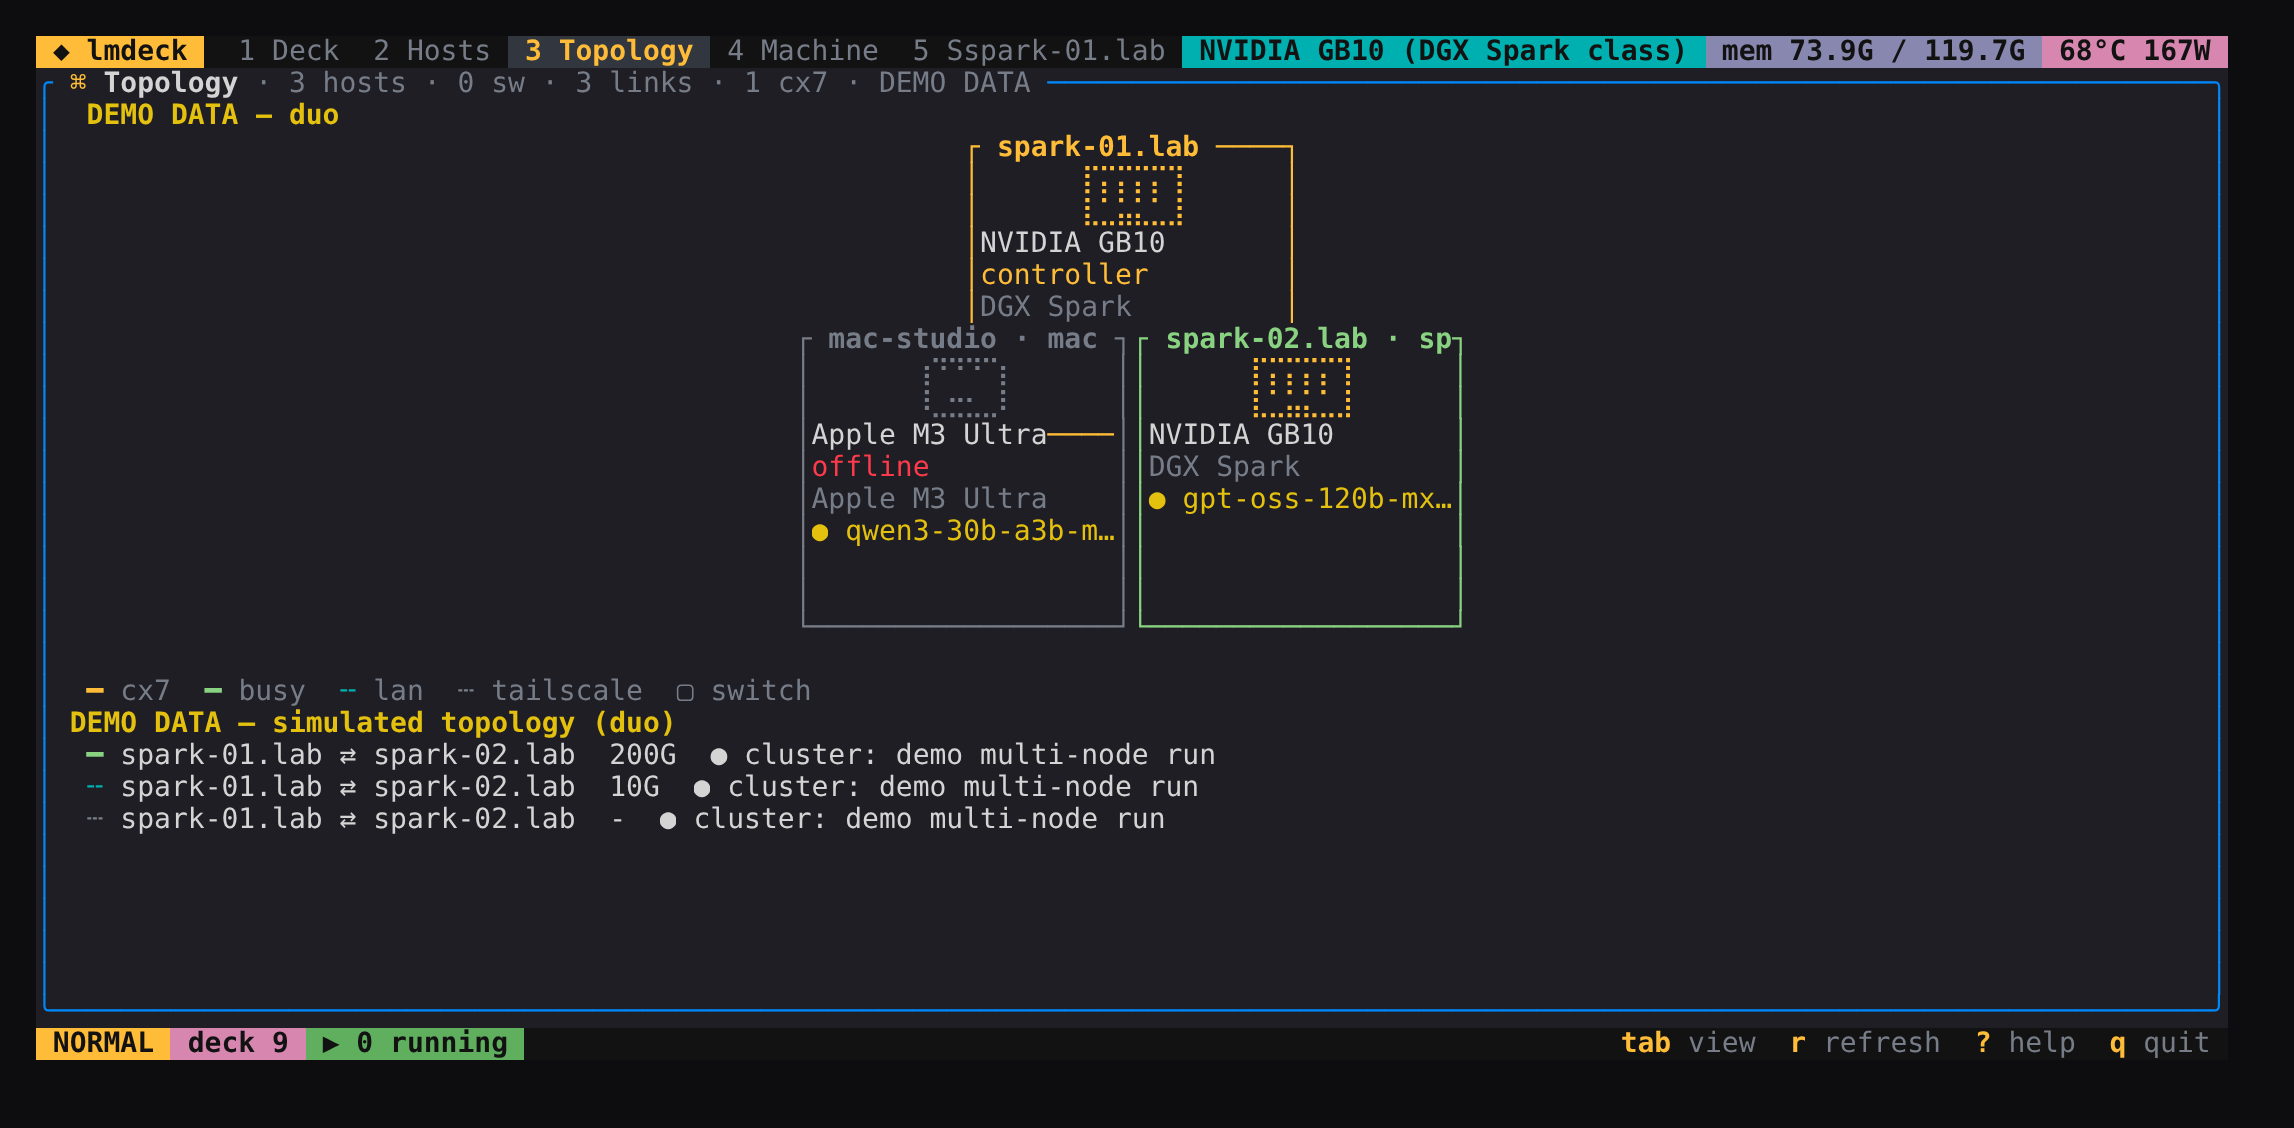 ◆ lmdeck 1 Deck 2 Hosts 3 Topology 4 Machine 5 Sspark-01.lab NVIDIA GB10 (DGX Spark class) mem 73.9G / 119.7G 68°C 167W
⌘ Topology · 3 hosts · 0 sw · 3 links · 1 cx7 · DEMO DATA
DEMO DATA — duo
spark-01.lab
NVIDIA GB10
controller
DGX Spark
mac-studio · mac
Apple M3 Ultra
offline
Apple M3 Ultra
● qwen3-30b-a3b-m…
spark-02.lab · sp
NVIDIA GB10
DGX Spark
● gpt-oss-120b-mx…
━ cx7 ━ busy ╌ lan ┄ tailscale ▢ switch
DEMO DATA — simulated topology (duo)
━ spark-01.lab ⇄ spark-02.lab 200G ● cluster: demo multi-node run
╌ spark-01.lab ⇄ spark-02.lab 10G ● cluster: demo multi-node run
┄ spark-01.lab ⇄ spark-02.lab - ● cluster: demo multi-node run
NORMAL deck 9 ▶ 0 running tab view r refresh ? help q quit